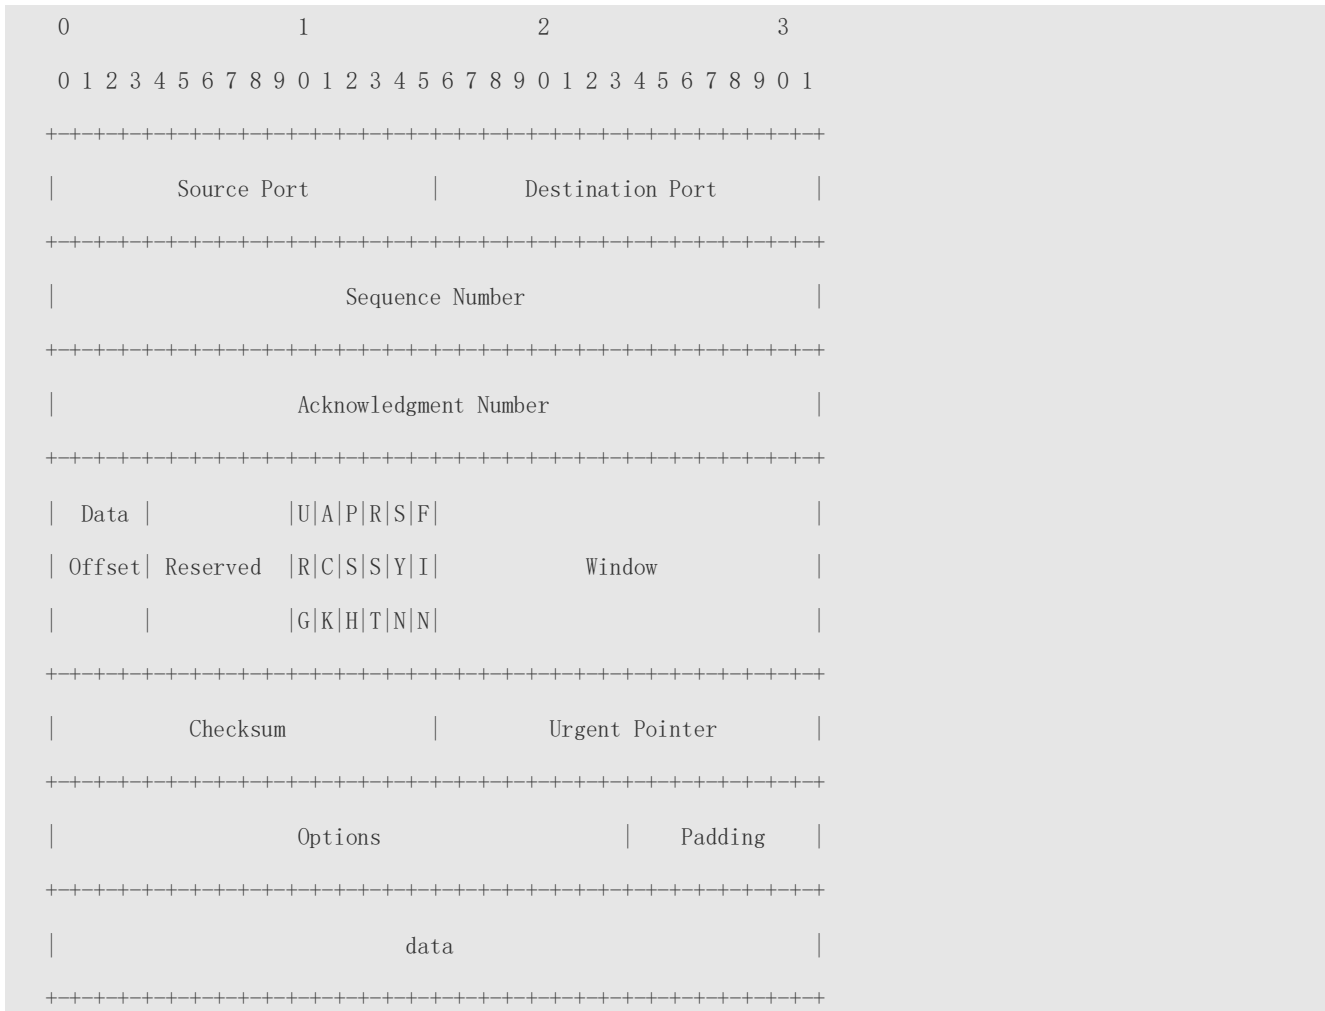 0                   1                   2                   3
 0 1 2 3 4 5 6 7 8 9 0 1 2 3 4 5 6 7 8 9 0 1 2 3 4 5 6 7 8 9 0 1
+-+-+-+-+-+-+-+-+-+-+-+-+-+-+-+-+-+-+-+-+-+-+-+-+-+-+-+-+-+-+-+-+
|          Source Port          |       Destination Port        |
+-+-+-+-+-+-+-+-+-+-+-+-+-+-+-+-+-+-+-+-+-+-+-+-+-+-+-+-+-+-+-+-+
|                        Sequence Number                        |
+-+-+-+-+-+-+-+-+-+-+-+-+-+-+-+-+-+-+-+-+-+-+-+-+-+-+-+-+-+-+-+-+
|                    Acknowledgment Number                      |
+-+-+-+-+-+-+-+-+-+-+-+-+-+-+-+-+-+-+-+-+-+-+-+-+-+-+-+-+-+-+-+-+
|  Data |           |U|A|P|R|S|F|                               |
| Offset| Reserved  |R|C|S|S|Y|I|            Window             |
|       |           |G|K|H|T|N|N|                               |
+-+-+-+-+-+-+-+-+-+-+-+-+-+-+-+-+-+-+-+-+-+-+-+-+-+-+-+-+-+-+-+-+
|           Checksum            |         Urgent Pointer        |
+-+-+-+-+-+-+-+-+-+-+-+-+-+-+-+-+-+-+-+-+-+-+-+-+-+-+-+-+-+-+-+-+
|                    Options                    |    Padding    |
+-+-+-+-+-+-+-+-+-+-+-+-+-+-+-+-+-+-+-+-+-+-+-+-+-+-+-+-+-+-+-+-+
|                             data                              |
+-+-+-+-+-+-+-+-+-+-+-+-+-+-+-+-+-+-+-+-+-+-+-+-+-+-+-+-+-+-+-+-+